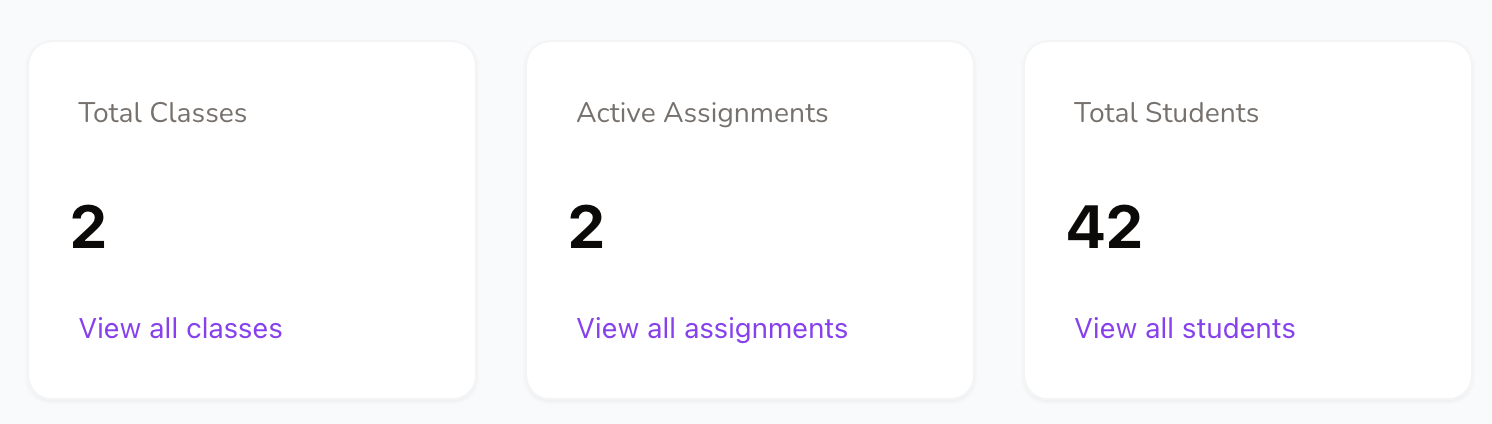 Total Classes
2
View all classes
Active Assignments
2
View all assignments
Total Students
42
View all students